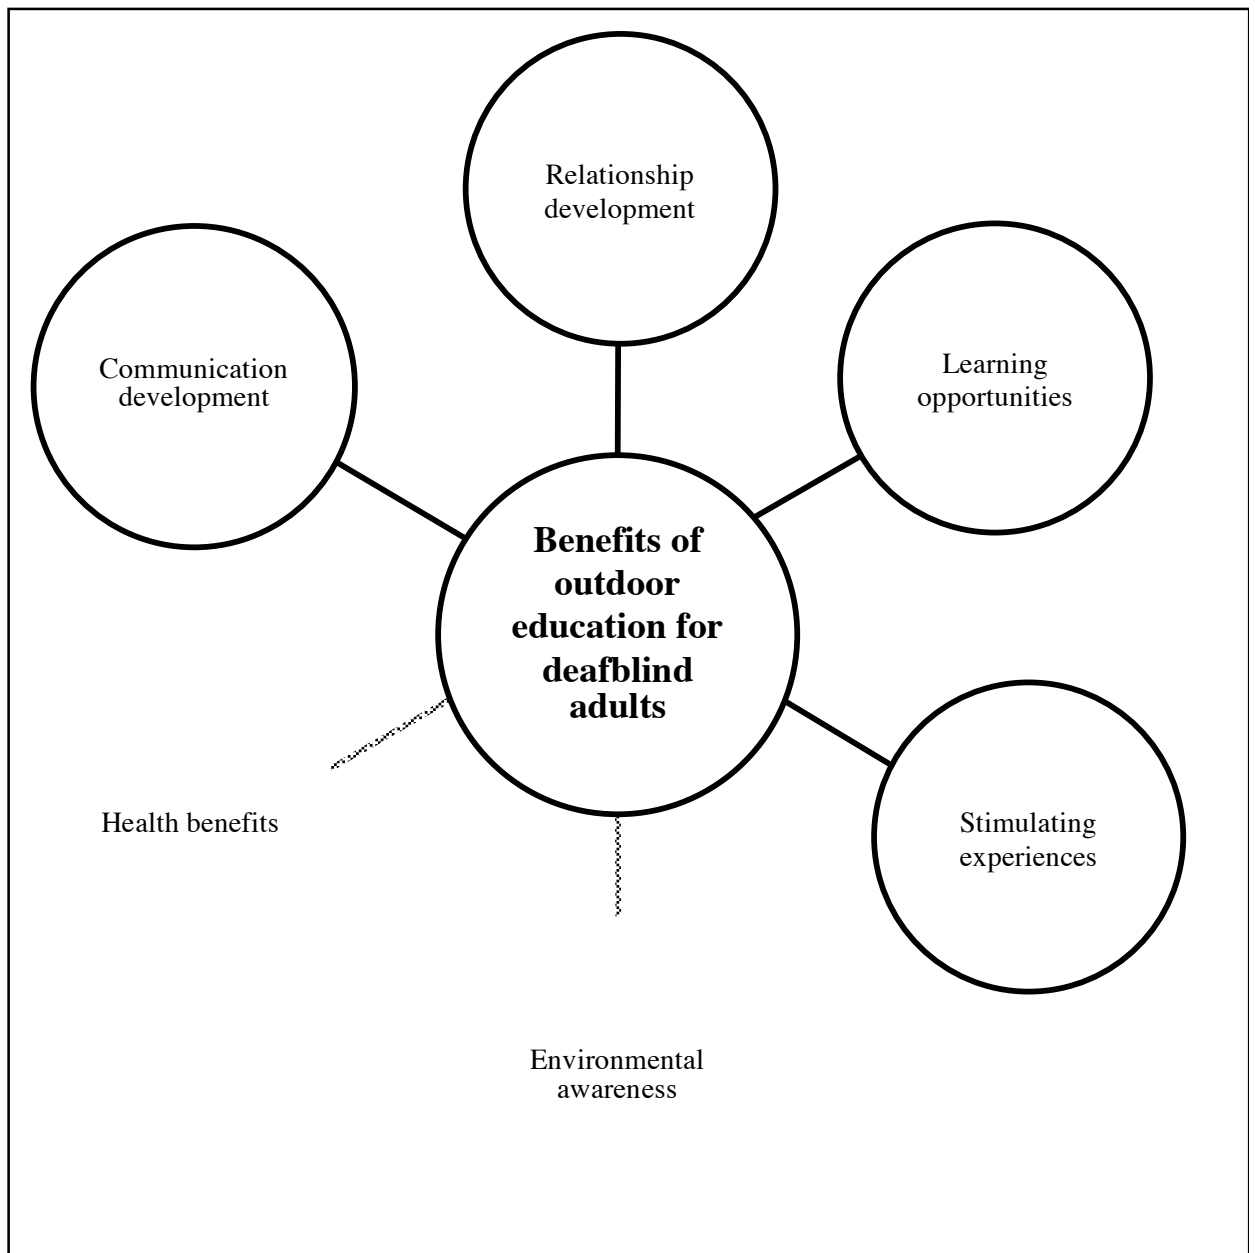 Relationship
development
Communication
development
Learning
opportunities
Benefits of
outdoor
education for
deafblind
adults
Health benefits
Stimulating
experiences
Environmental
awareness